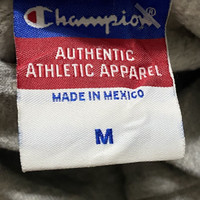 Champion®
AUTHENTIC
ATHLETIC APPAREL
MADE IN MEXICO
M